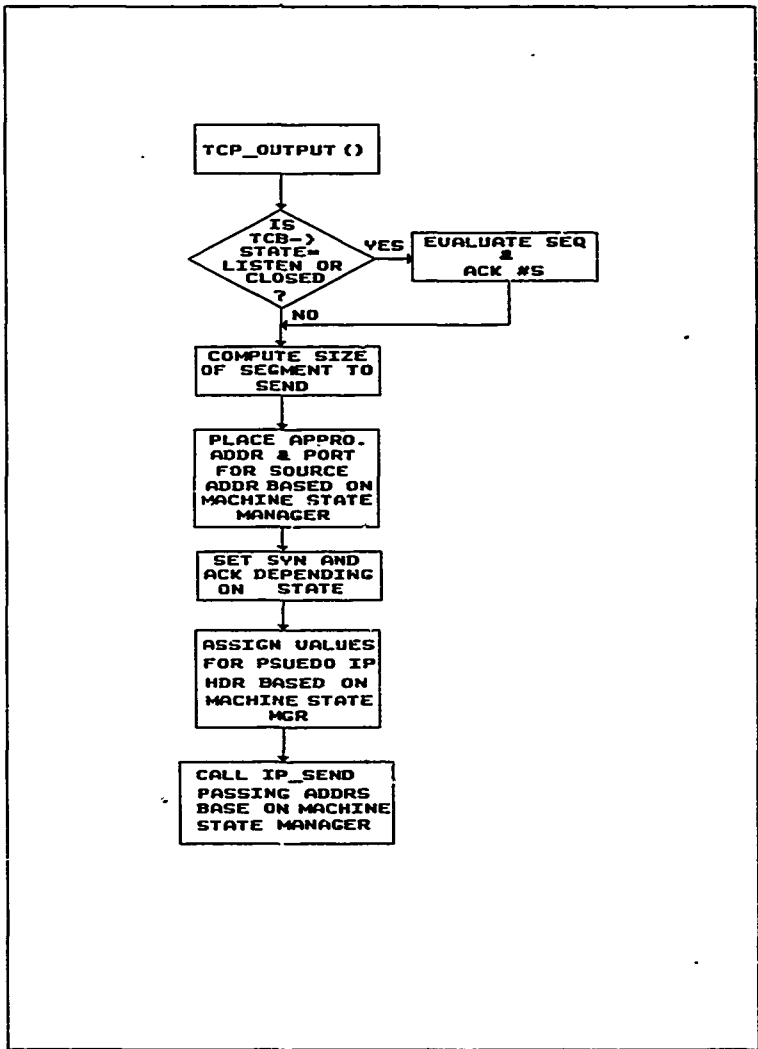 TCP_OUTPUT ()
IS
TCB->
STATE=
LISTEN OR
CLOSED
?
YES
EVALUATE SEQ
&
ACK #S
NO
COMPUTE SIZE
OF SEGMENT TO
SEND
PLACE APPRO.
ADDR & PORT
FOR SOURCE
ADDR BASED ON
MACHINE STATE
MANAGER
SET SYN AND
ACK DEPENDING
ON STATE
ASSIGN VALUES
FOR PSUEDO IP
HDR BASED ON
MACHINE STATE
MGR
CALL IP_SEND
PASSING ADDRS
BASE ON MACHINE
STATE MANAGER